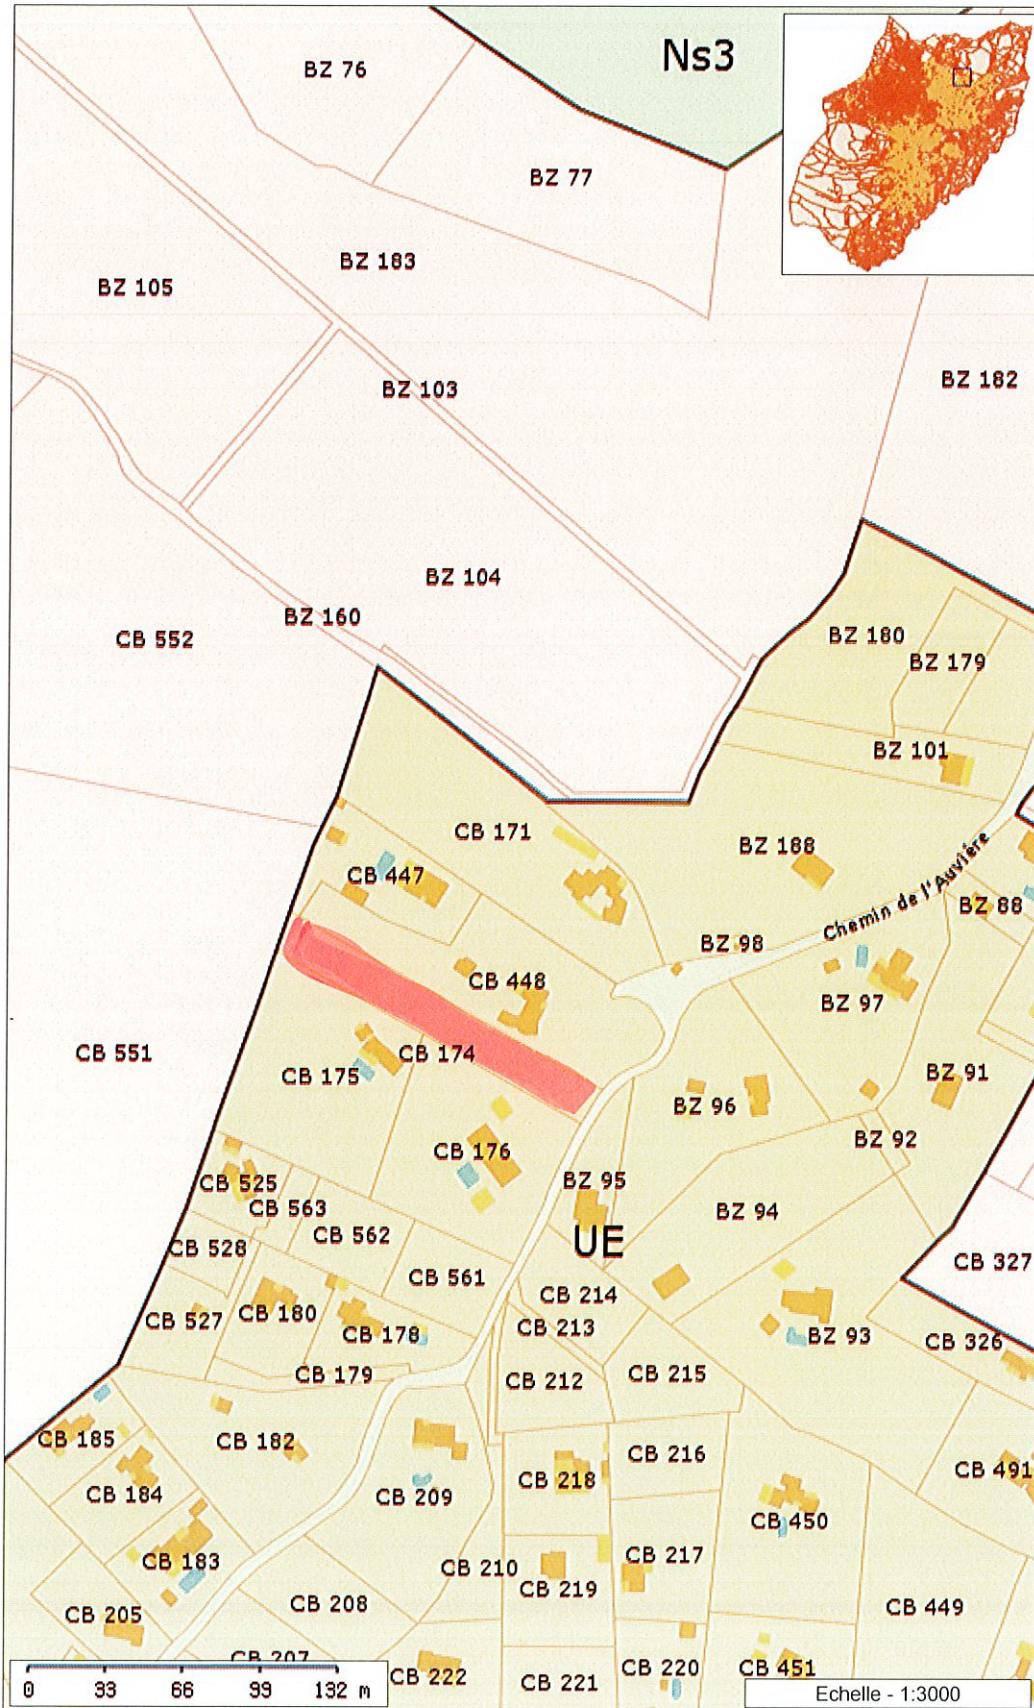 Ns3
BZ 76
BZ 77
BZ 183
BZ 105
BZ 103
BZ 182
BZ 104
BZ 160
CB 552
BZ 180
BZ 179
BZ 101
CB 171
BZ 188
CB 447
Chemin de l'Auvière
BZ 88
BZ 98
CB 448
BZ 97
CB 551
CB 174
CB 175
BZ 91
BZ 96
BZ 92
CB 176
CB 525
BZ 95
CB 563
BZ 94
CB 562
CB 528
UE
CB 327
CB 561
CB 214
CB 180
CB 527
CB 213
CB 178
BZ 93
CB 326
CB 179
CB 212
CB 215
CB 185
CB 182
CB 216
CB 184
CB 209
CB 218
CB 491
CB 450
CB 183
CB 210
CB 217
CB 219
CB 205
CB 208
CB 449
CB 207
CB 222
CB 221
CB 220
CB 451
0 33 66 99 132 m
Echelle - 1:3000